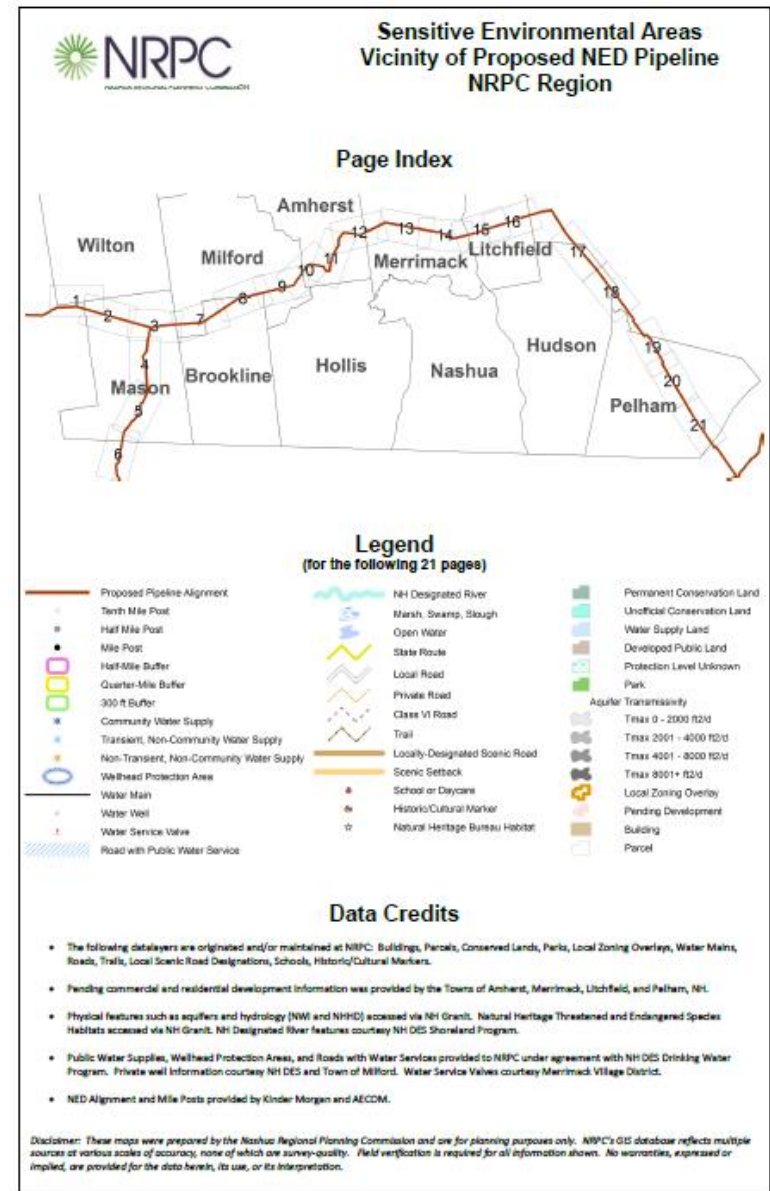 NRPC
NASHUA REGIONAL PLANNING COMMISSION
Sensitive Environmental Areas
Vicinity of Proposed NED Pipeline
NRPC Region
Page Index
Wilton
Milford
Amherst
Merrimack
Litchfield
Mason
Brookline
Hollis
Nashua
Hudson
Pelham
1
2
3
4
5
6
7
8
9
10
11
12
13
14
15
16
17
18
19
20
21
Legend
(for the following 21 pages)
Proposed Pipeline Alignment
Tenth Mile Post
Half Mile Post
Mile Post
Half-Mile Buffer
Quarter-Mile Buffer
300 ft Buffer
Community Water Supply
Transient, Non-Community Water Supply
Non-Transient, Non-Community Water Supply
Wellhead Protection Area
Water Main
Water Well
Water Service Valve
Road with Public Water Service
NH Designated River
Marsh, Swamp, Slough
Open Water
State Route
Local Road
Private Road
Class VI Road
Trail
Locally-Designated Scenic Road
Scenic Setback
School or Daycare
Historic/Cultural Marker
Natural Heritage Bureau Habitat
Permanent Conservation Land
Unofficial Conservation Land
Water Supply Land
Developed Public Land
Protection Level Unknown
Park
Aquifer Transmissivity
Tmax 0 - 2000 ft2/d
Tmax 2001 - 4000 ft2/d
Tmax 4001 - 8000 ft2/d
Tmax 8001+ ft2/d
Local Zoning Overlay
Pending Development
Building
Parcel
Data Credits
• The following datalayers are originated and/or maintained at NRPC: Buildings, Parcels, Conserved Lands, Parks, Local Zoning Overlays, Water Mains,
Roads, Trails, Local Scenic Road Designations, Schools, Historic/Cultural Markers.
• Pending commercial and residential development information was provided by the Towns of Amherst, Merrimack, Litchfield, and Pelham, NH.
• Physical features such as aquifers and hydrology (NWI and NHHD) accessed via NH Granit. Natural Heritage Threatened and Endangered Species
Habitats accessed via NH Granit. NH Designated River features courtesy NH DES Shoreland Program.
• Public Water Supplies, Wellhead Protection Areas, and Roads with Water Services provided to NRPC under agreement with NH DES Drinking Water
Program. Private well information courtesy NH DES and Town of Milford. Water Service Valves courtesy Merrimack Village District.
• NED Alignment and Mile Posts provided by Kinder Morgan and AECOM.
Disclaimer: These maps were prepared by the Nashua Regional Planning Commission and are for planning purposes only. NRPC's GIS database reflects multiple
sources at various scales of accuracy, none of which are survey-quality. Field verification is required for all information shown. No warranties, expressed or
implied, are provided for the data herein, its use, or its interpretation.